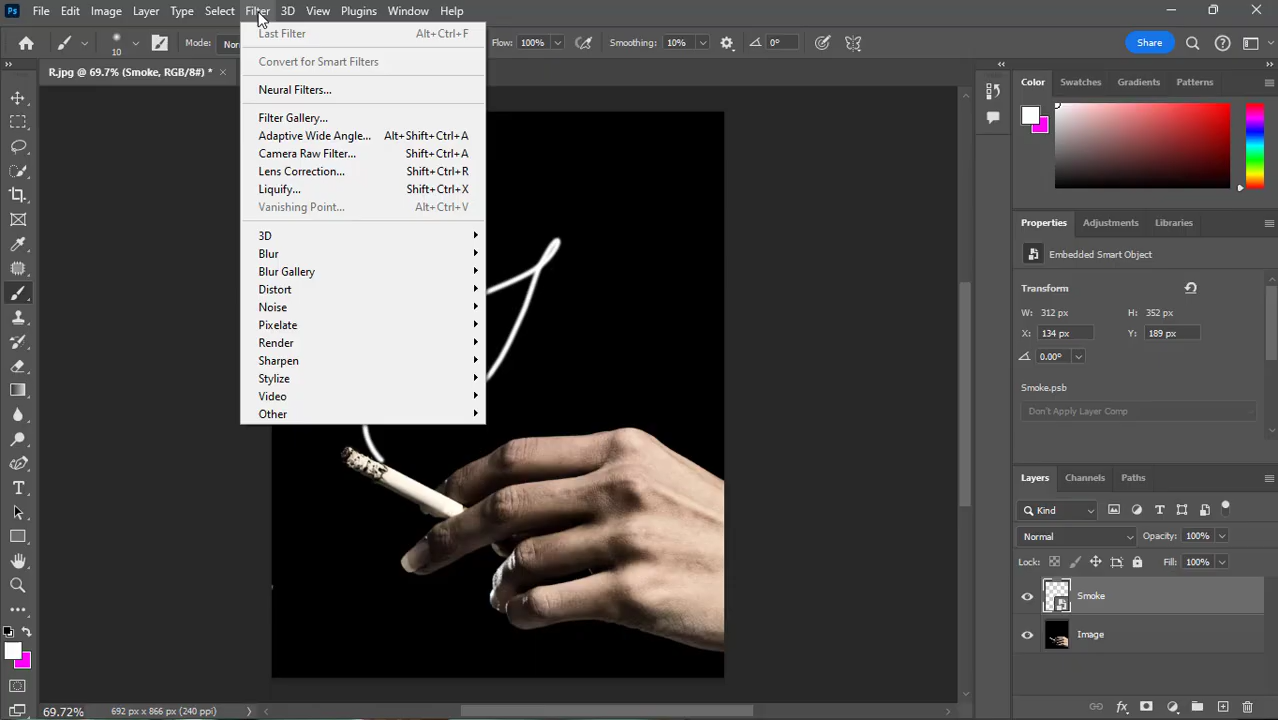 Ps File Edit Image Layer Type Select Filter 3D View Plugins Window Help
10 Mode: Flow: 100% Smoothing: 10% 0° Share
R.jpg @ 69.7% (Smoke, RGB/8#) * ×
Last Filter Alt+Ctrl+F
Convert for Smart Filters
Neural Filters...
Filter Gallery...
Adaptive Wide Angle... Alt+Shift+Ctrl+A
Camera Raw Filter... Shift+Ctrl+A
Lens Correction... Shift+Ctrl+R
Liquify... Shift+Ctrl+X
Vanishing Point... Alt+Ctrl+V
3D
Blur
Blur Gallery
Distort
Noise
Pixelate
Render
Sharpen
Stylize
Video
Other
Color Swatches Gradients Patterns
Properties Adjustments Libraries
Embedded Smart Object
Transform
W: 312 px H: 352 px
X: 134 px Y: 189 px
0.00°
Smoke.psb
Don't Apply Layer Comp
Layers Channels Paths
Kind
Normal Opacity: 100%
Lock: Fill: 100%
Smoke
Image
69.72% 692 px x 866 px (240 ppi)